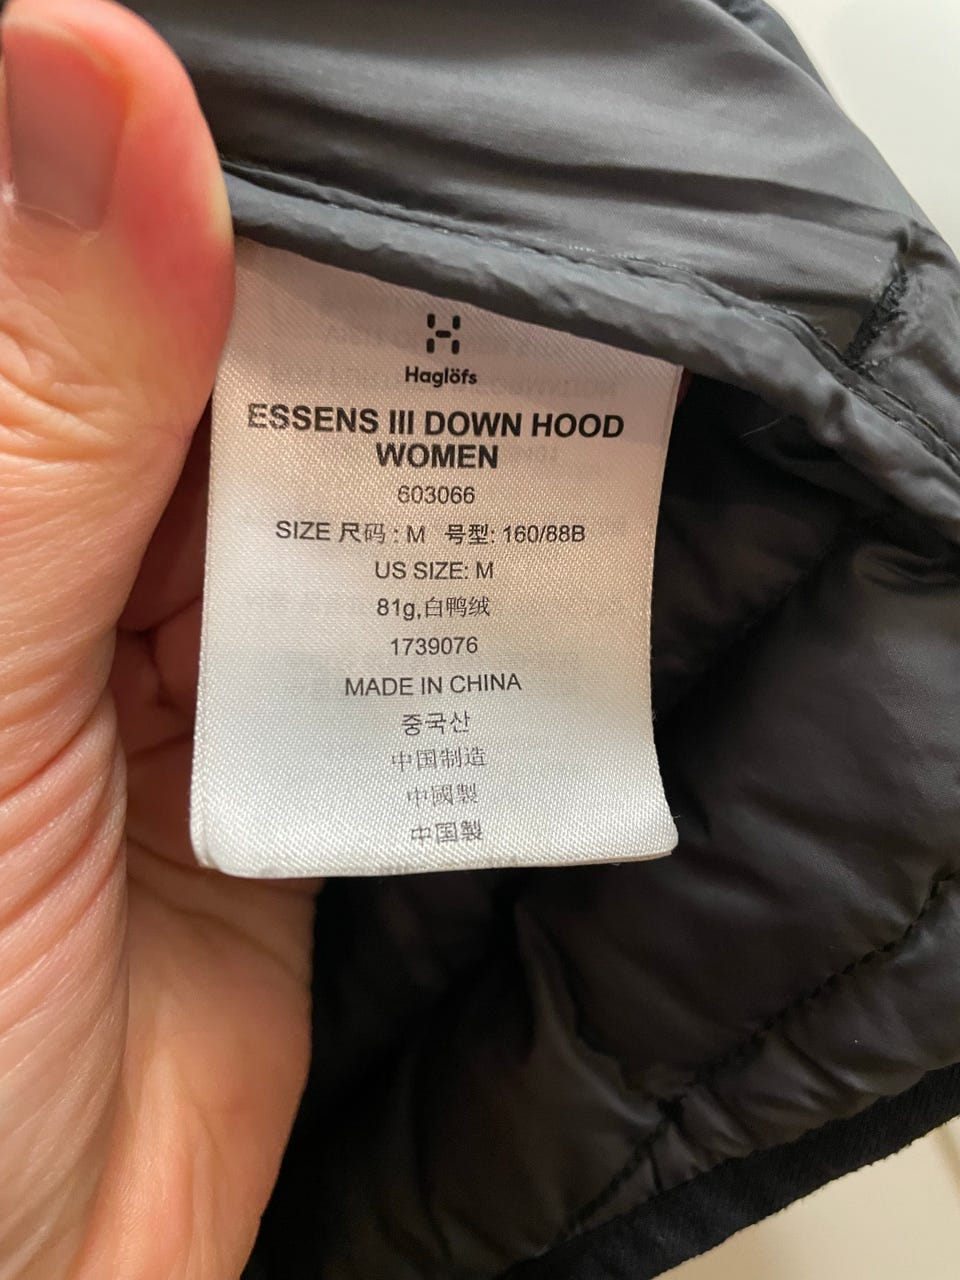 Haglöfs
ESSENS III DOWN HOOD
WOMEN
603066
SIZE 尺码 : M 号型: 160/88B
US SIZE: M
81g,白鸭绒
1739076
MADE IN CHINA
중국산
中国制造
中國製
中国製